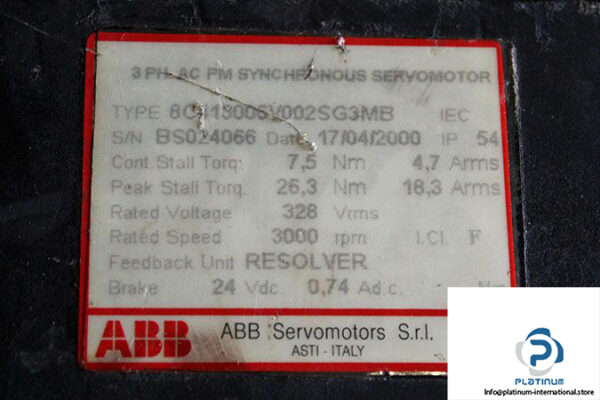 3 PH. AC PM SYNCHRONOUS SERVOMOTOR
TYPE IEC
S/N BS024066 Date 17/04/2000 IP 54
Cont.Stall Torq. 7,5 Nm 4,7 Arms
Peak Stall Torq. 26,3 Nm 18,3 Arms
Rated Voltage 328 Vrms
Rated Speed 3000 rpm I.Cl. F
Feedback Unit RESOLVER
Brake 24 Vdc 0,74 Ad.c.
ABB ABB Servomotors S.r.l.
ASTI - ITALY
PLATINUM
Info@platinum-international.store